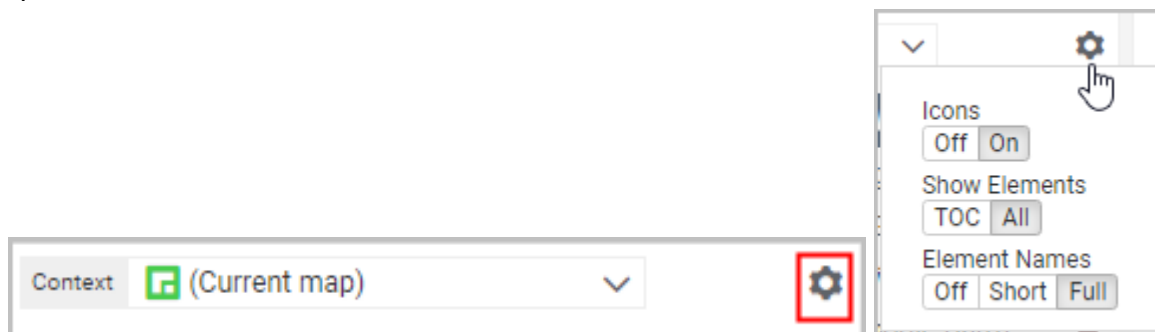 Context (Current map)
Icons
Off On
Show Elements
TOC All
Element Names
Off Short Full